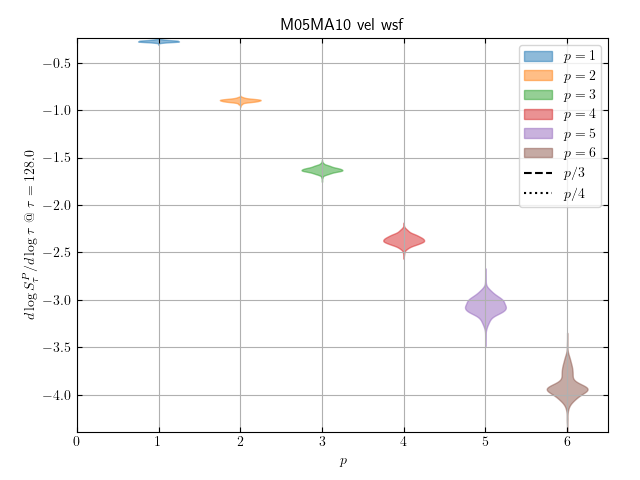 M05MA10 vel wsf
d log S_τ^P / d log τ @ τ = 128.0
−0.5
−1.0
−1.5
−2.0
−2.5
−3.0
−3.5
−4.0
p = 1
p = 2
p = 3
p = 4
p = 5
p = 6
p/3
p/4
0 1 2 3 4 5 6
p